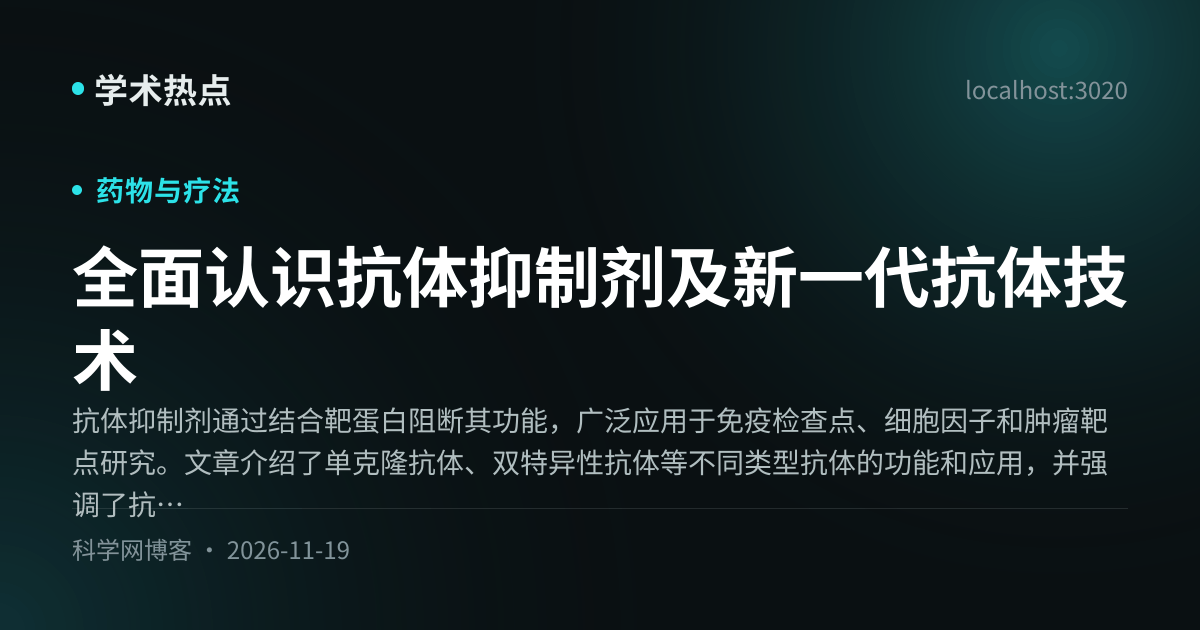 学术热点
localhost:3020
药物与疗法
全面认识抗体抑制剂及新一代抗体技
术
抗体抑制剂通过结合靶蛋白阻断其功能，广泛应用于免疫检查点、细胞因子和肿瘤靶
点研究。文章介绍了单克隆抗体、双特异性抗体等不同类型抗体的功能和应用，并强
调了抗…
科学网博客 · 2026-11-19